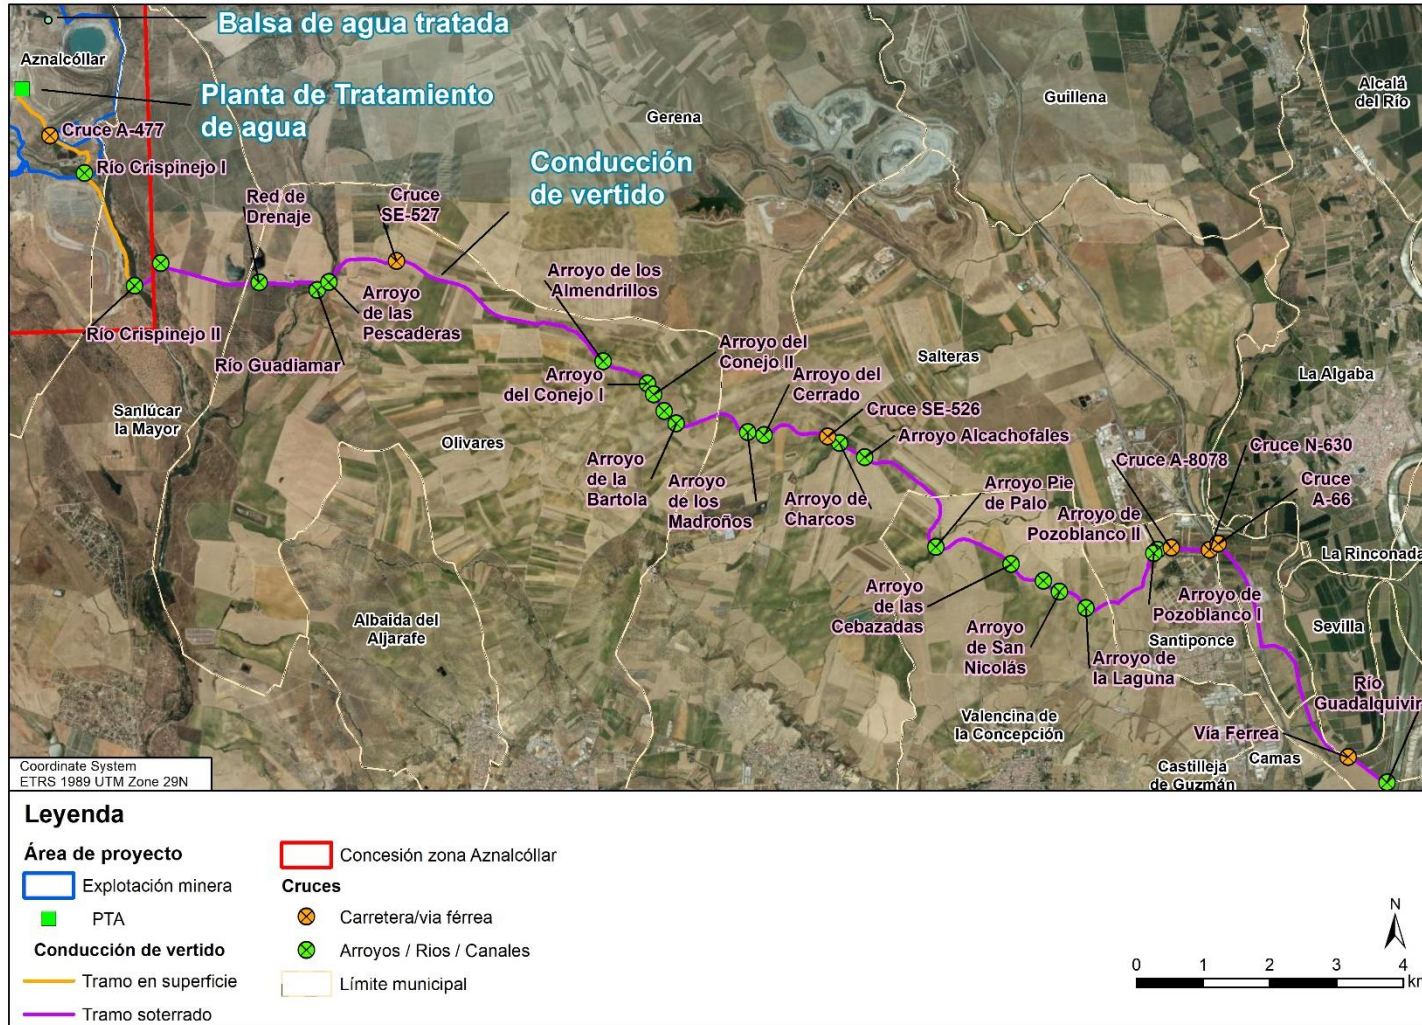 Balsa de agua tratada
Aznalcóllar
Planta de Tratamiento
de agua
Cruce A-477
Río Crispinejo I
Gerena
Guillena
Alcalá
del Río
Conducción
de vertido
Red de
Drenaje
Cruce
SE-527
Arroyo
de las
Pescaderas
Arroyo de los
Almendrillos
Río Crispinejo II
Río Guadiamar
Arroyo
del Conejo I
Arroyo del
Conejo II
Arroyo del
Cerrado
Salteras
La Algaba
Sanlúcar
la Mayor
Olivares
Cruce SE-526
Arroyo Alcachofales
Arroyo
de la
Bartola
Arroyo
de los
Madroños
Arroyo de
Charcos
Arroyo Pie
de Palo
Cruce A-8078
Cruce N-630
Cruce
A-66
Arroyo de
Pozoblanco II
La Rinconada
Arroyo
de las
Cebazadas
Arroyo de
Pozoblanco I
Albaida del
Aljarafe
Arroyo
de San
Nicolás
Santiponce
Sevilla
Arroyo de
la Laguna
Río
Guadalquivir
Valencina de
la Concepción
Vía Ferrea
Camas
Castilleja
de Guzmán
Coordinate System
ETRS 1989 UTM Zone 29N
Leyenda
Área de proyecto
Explotación minera
PTA
Conducción de vertido
Tramo en superficie
Tramo soterrado
Concesión zona Aznalcóllar
Cruces
Carretera/via férrea
Arroyos / Rios / Canales
Límite municipal
N
0 1 2 3 4
km